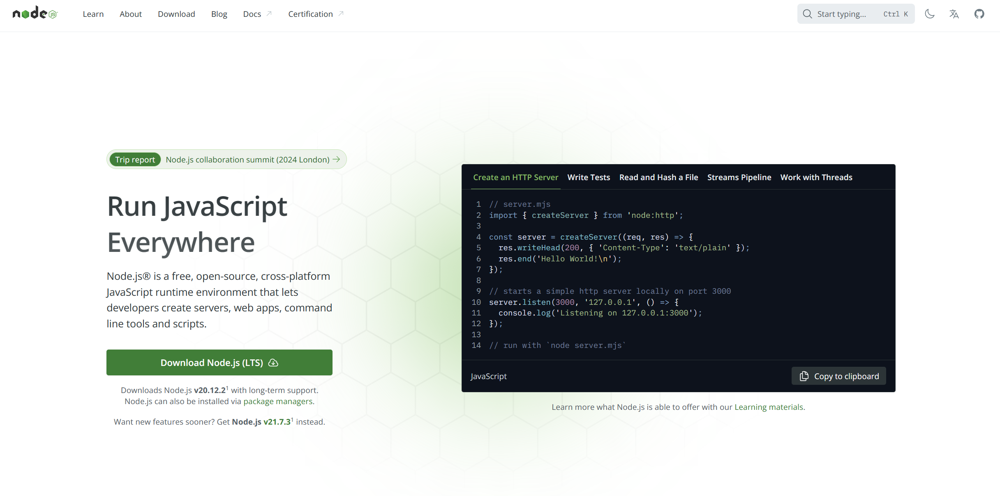 node JS
Learn
About
Download
Blog
Docs
Certification
Start typing...
Ctrl K
Trip report Node.js collaboration summit (2024 London)
Run JavaScript
Everywhere
Node.js® is a free, open-source, cross-platform
JavaScript runtime environment that lets
developers create servers, web apps, command
line tools and scripts.
Download Node.js (LTS)
Downloads Node.js v20.12.2¹ with long-term support.
Node.js can also be installed via package managers.
Want new features sooner? Get Node.js v21.7.3¹ instead.
Create an HTTP Server
Write Tests
Read and Hash a File
Streams Pipeline
Work with Threads
1 // server.mjs
2 import { createServer } from 'node:http';
3
4 const server = createServer((req, res) => {
5   res.writeHead(200, { 'Content-Type': 'text/plain' });
6   res.end('Hello World!\n');
7 });
8
9 // starts a simple http server locally on port 3000
10 server.listen(3000, '127.0.0.1', () => {
11   console.log('Listening on 127.0.0.1:3000');
12 });
13
14 // run with `node server.mjs`
JavaScript
Copy to clipboard
Learn more what Node.js is able to offer with our Learning materials.